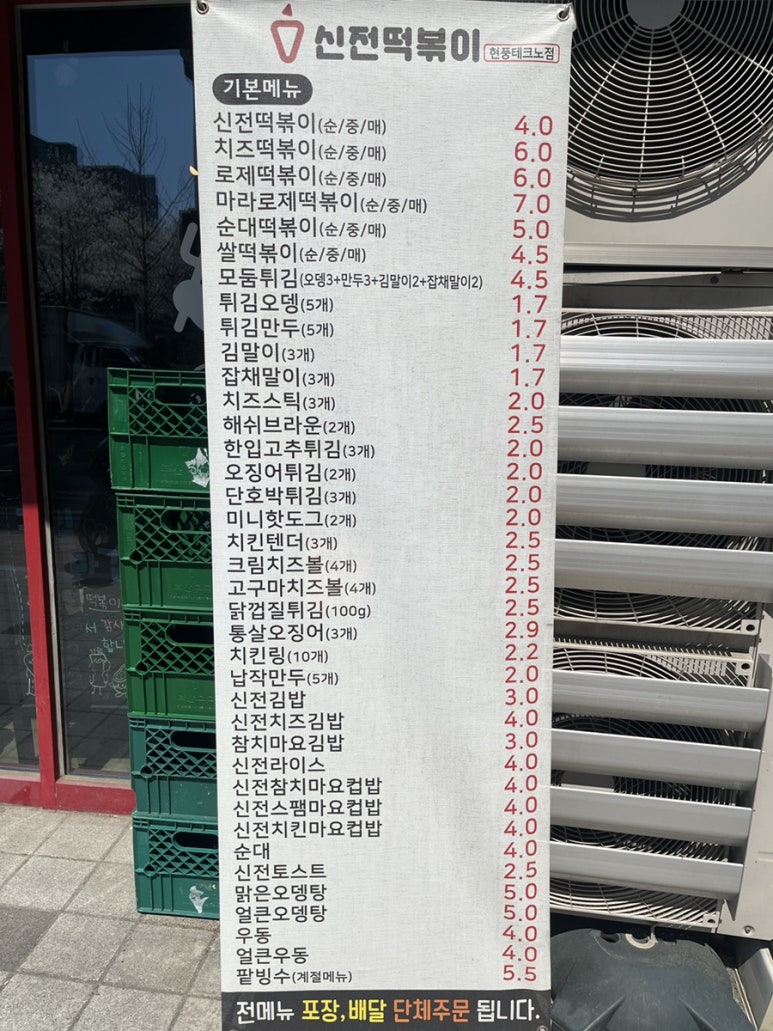 신전떡볶이 현풍테크노점
기본메뉴
신전떡볶이(순/중/매) 4.0
치즈떡볶이(순/중/매) 6.0
로제떡볶이(순/중/매) 6.0
마라로제떡볶이(순/중/매) 7.0
순대떡볶이(순/중/매) 5.0
쌀떡볶이(순/중/매) 4.5
모둠튀김(오뎅3+만두3+김말이2+잡채말이2) 4.5
튀김오뎅(5개) 1.7
튀김만두(5개) 1.7
김말이(3개) 1.7
잡채말이(3개) 1.7
치즈스틱(3개) 2.0
해쉬브라운(2개) 2.5
한입고추튀김(3개) 2.0
오징어튀김(2개) 2.0
단호박튀김(3개) 2.0
미니핫도그(2개) 2.0
치킨텐더(3개) 2.5
크림치즈볼(4개) 2.5
고구마치즈볼(4개) 2.5
닭껍질튀김(100g) 2.5
통살오징어(3개) 2.9
치킨링(10개) 2.2
납작만두(5개) 2.0
신전김밥 3.0
신전치즈김밥 4.0
참치마요김밥 3.0
신전라이스 4.0
신전참치마요컵밥 4.0
신전스팸마요컵밥 4.0
신전치킨마요컵밥 4.0
순대 4.0
신전토스트 2.5
맑은오뎅탕 5.0
얼큰오뎅탕 5.0
우동 4.0
얼큰우동 4.0
팥빙수(계절메뉴) 5.5
전메뉴 포장,배달 단체주문 됩니다.
떡볶이